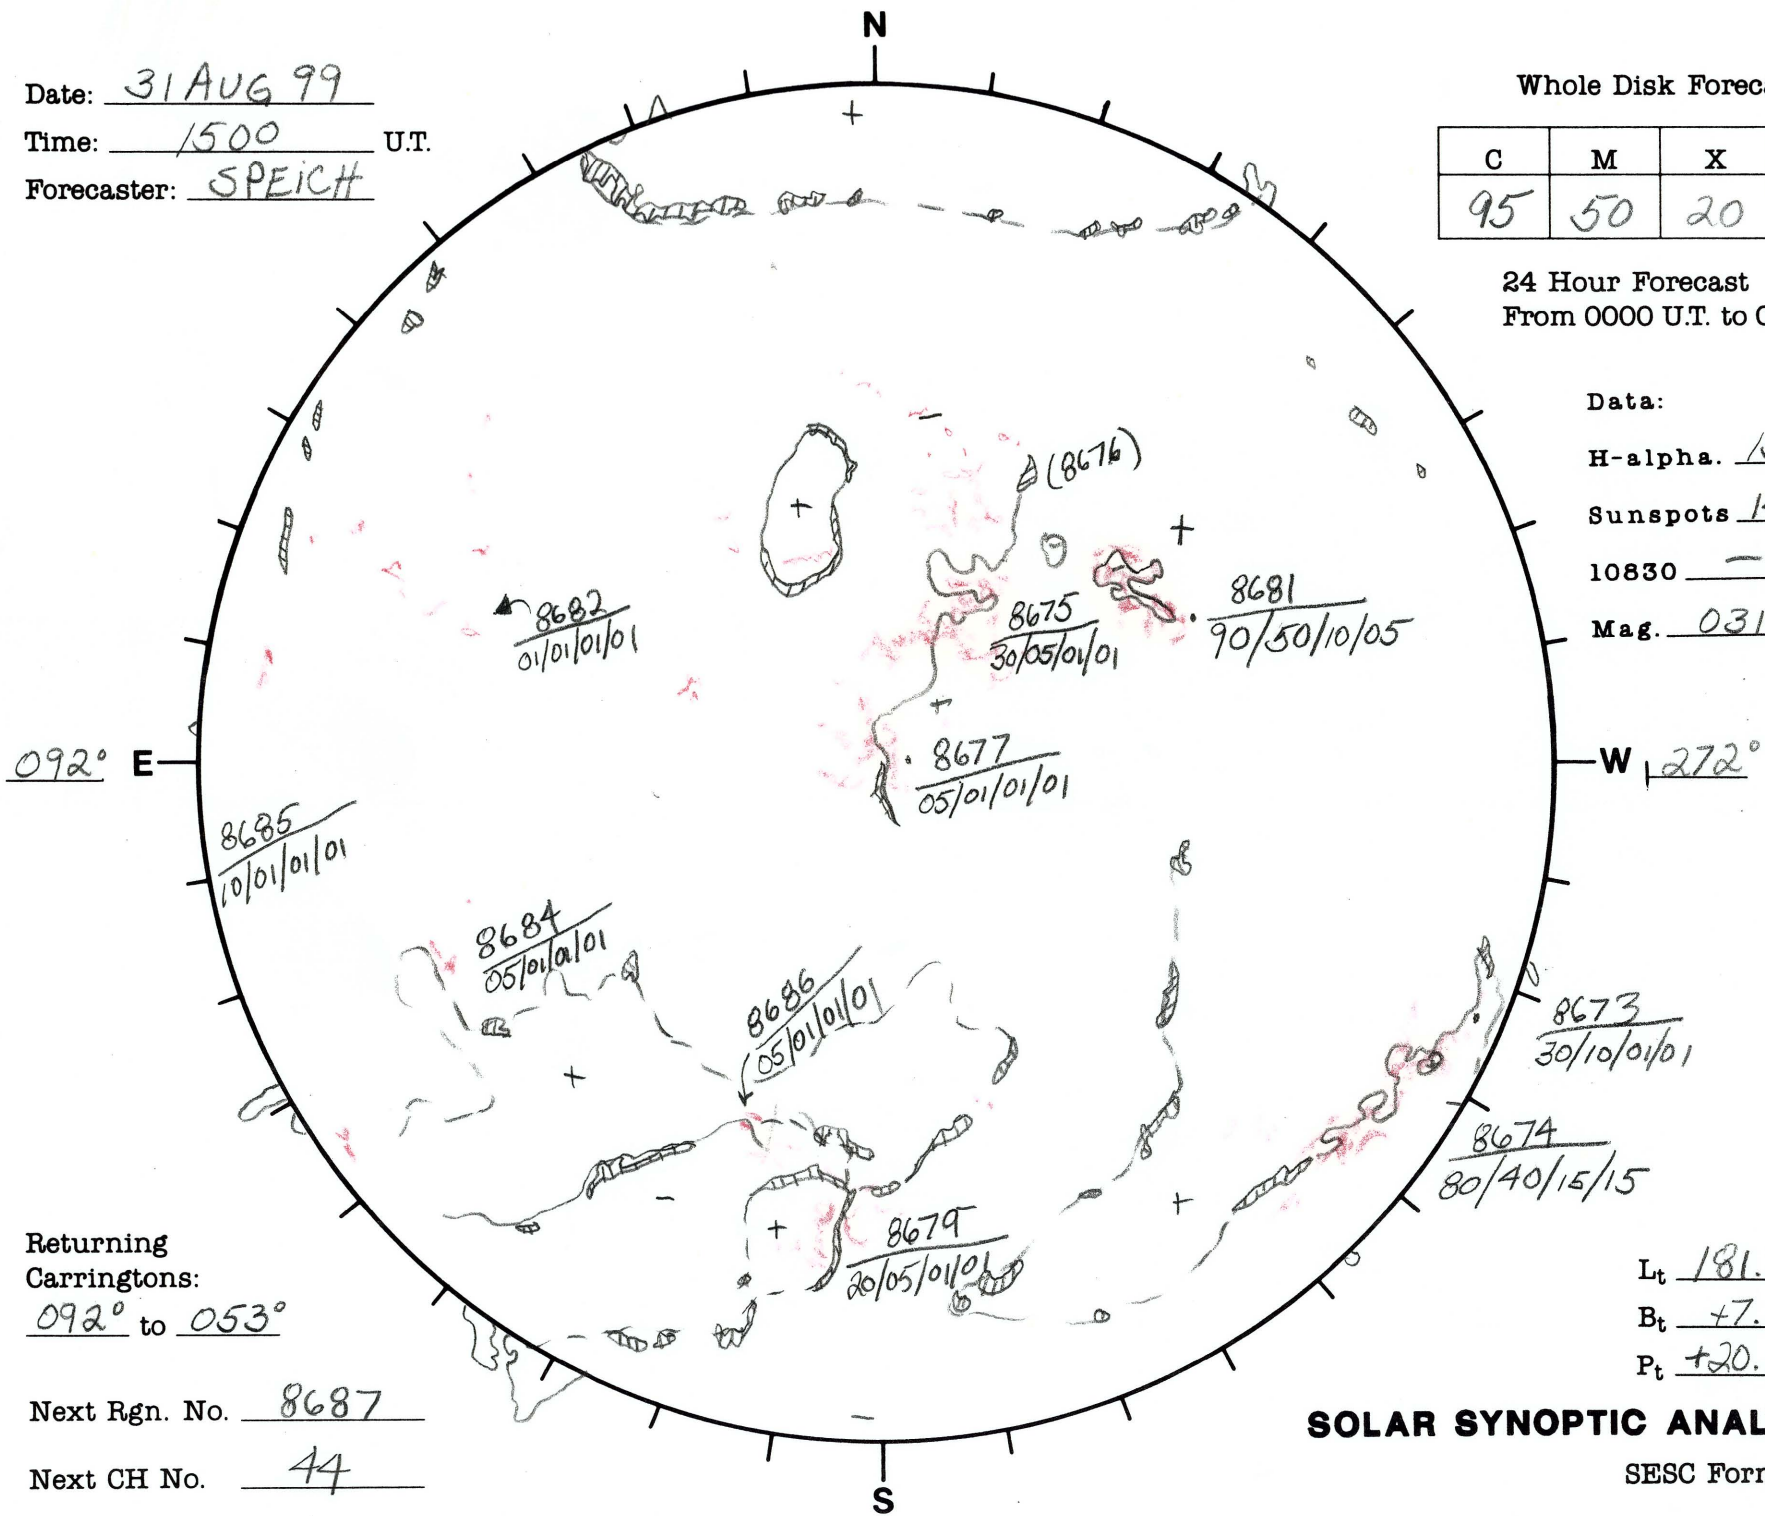 N
Date: 31 AUG 99
Time: 1500 U.T.
Forecaster: SPEICH
Whole Disk Foreca
C M X
95 50 20
24 Hour Forecast
From 0000 U.T. to 0
Data:
H-alpha.
Sunspots
10830 —
Mag. 031
+
−
(8676)
+
+
8682
01/01/01/01
8675
30/05/01/01
8681
90/50/10/05
+
8677
05/01/01/01
092° E
W 272°
8685
10/01/01/01
8684
05/01/01/01
8686
05/01/01/01
8673
30/10/01/01
+
8674
80/40/15/15
−
+
+
8679
20/05/01/01
Returning
Carringtons:
092° to 053°
Lt 181.
Bt +7.
Pt +20.
Next Rgn. No. 8687
−
SOLAR SYNOPTIC ANAL
Next CH No. 44
SESC For
S